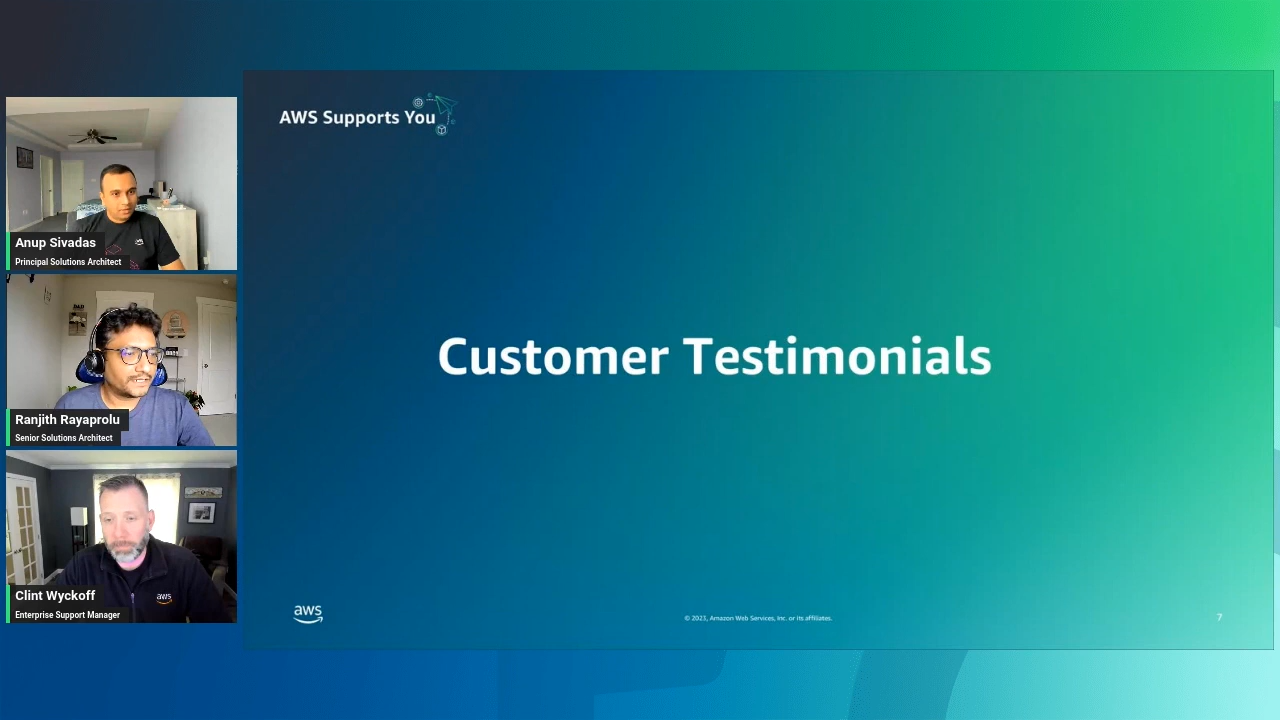 AWS Supports You
Anup Sivadas
Principal Solutions Architect
Ranjith Rayaprolu
Senior Solutions Architect
Clint Wyckoff
Enterprise Support Manager
aws
Customer Testimonials
aws
© 2023, Amazon Web Services, Inc. or its affiliates.
7